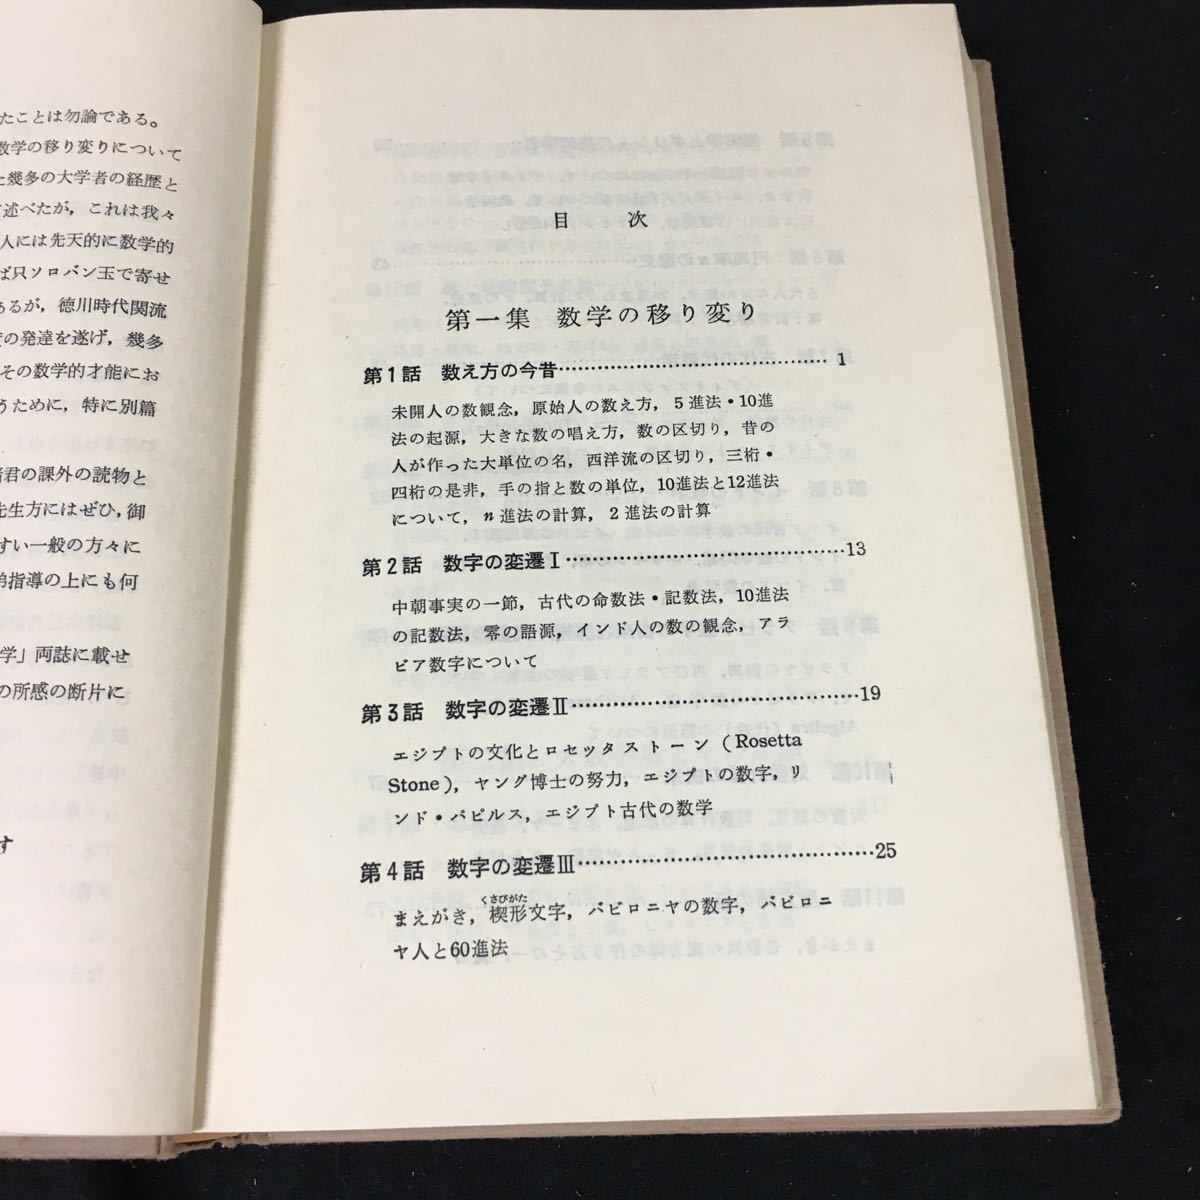 たことは勿論である。
数学の移り変りについて
た幾多の大学者の経歴と
述べたが，これは我々
人には先天的に数学的
ば只ソロバン玉で寄せ
あるが，徳川時代関流
の発達を遂げ，幾多
その数学的才能にお
うために，特に別篇
諸君の課外の読物と
先生方にはぜひ，御
すい一般の方々に
弟指導の上にも何
学」両誌に載せ
の所感の断片に
す
目　　次
第一集　数学の移り変り
第1話　数え方の今昔……………………………………1
未開人の数観念，原始人の数え方，5進法・10進
法の起源，大きな数の唱え方，数の区切り，昔の
人が作った大単位の名，西洋流の区切り，三桁・
四桁の是非，手の指と数の単位，10進法と12進法
について，n進法の計算，2進法の計算
第2話　数字の変遷Ⅰ……………………………………13
中朝事実の一節，古代の命数法・記数法，10進法
の記数法，零の語源，インド人の数の観念，アラ
ビア数字について
第3話　数字の変遷Ⅱ……………………………………19
エジプトの文化とロセッタストーン（Rosetta
Stone)，ヤング博士の努力，エジプトの数字，リ
ンド・パピルス，エジプト古代の数学
第4話　数字の変遷Ⅲ……………………………………25
くさびがた
まえがき，楔形文字，バビロニヤの数字，バビロニ
ヤ人と60進法